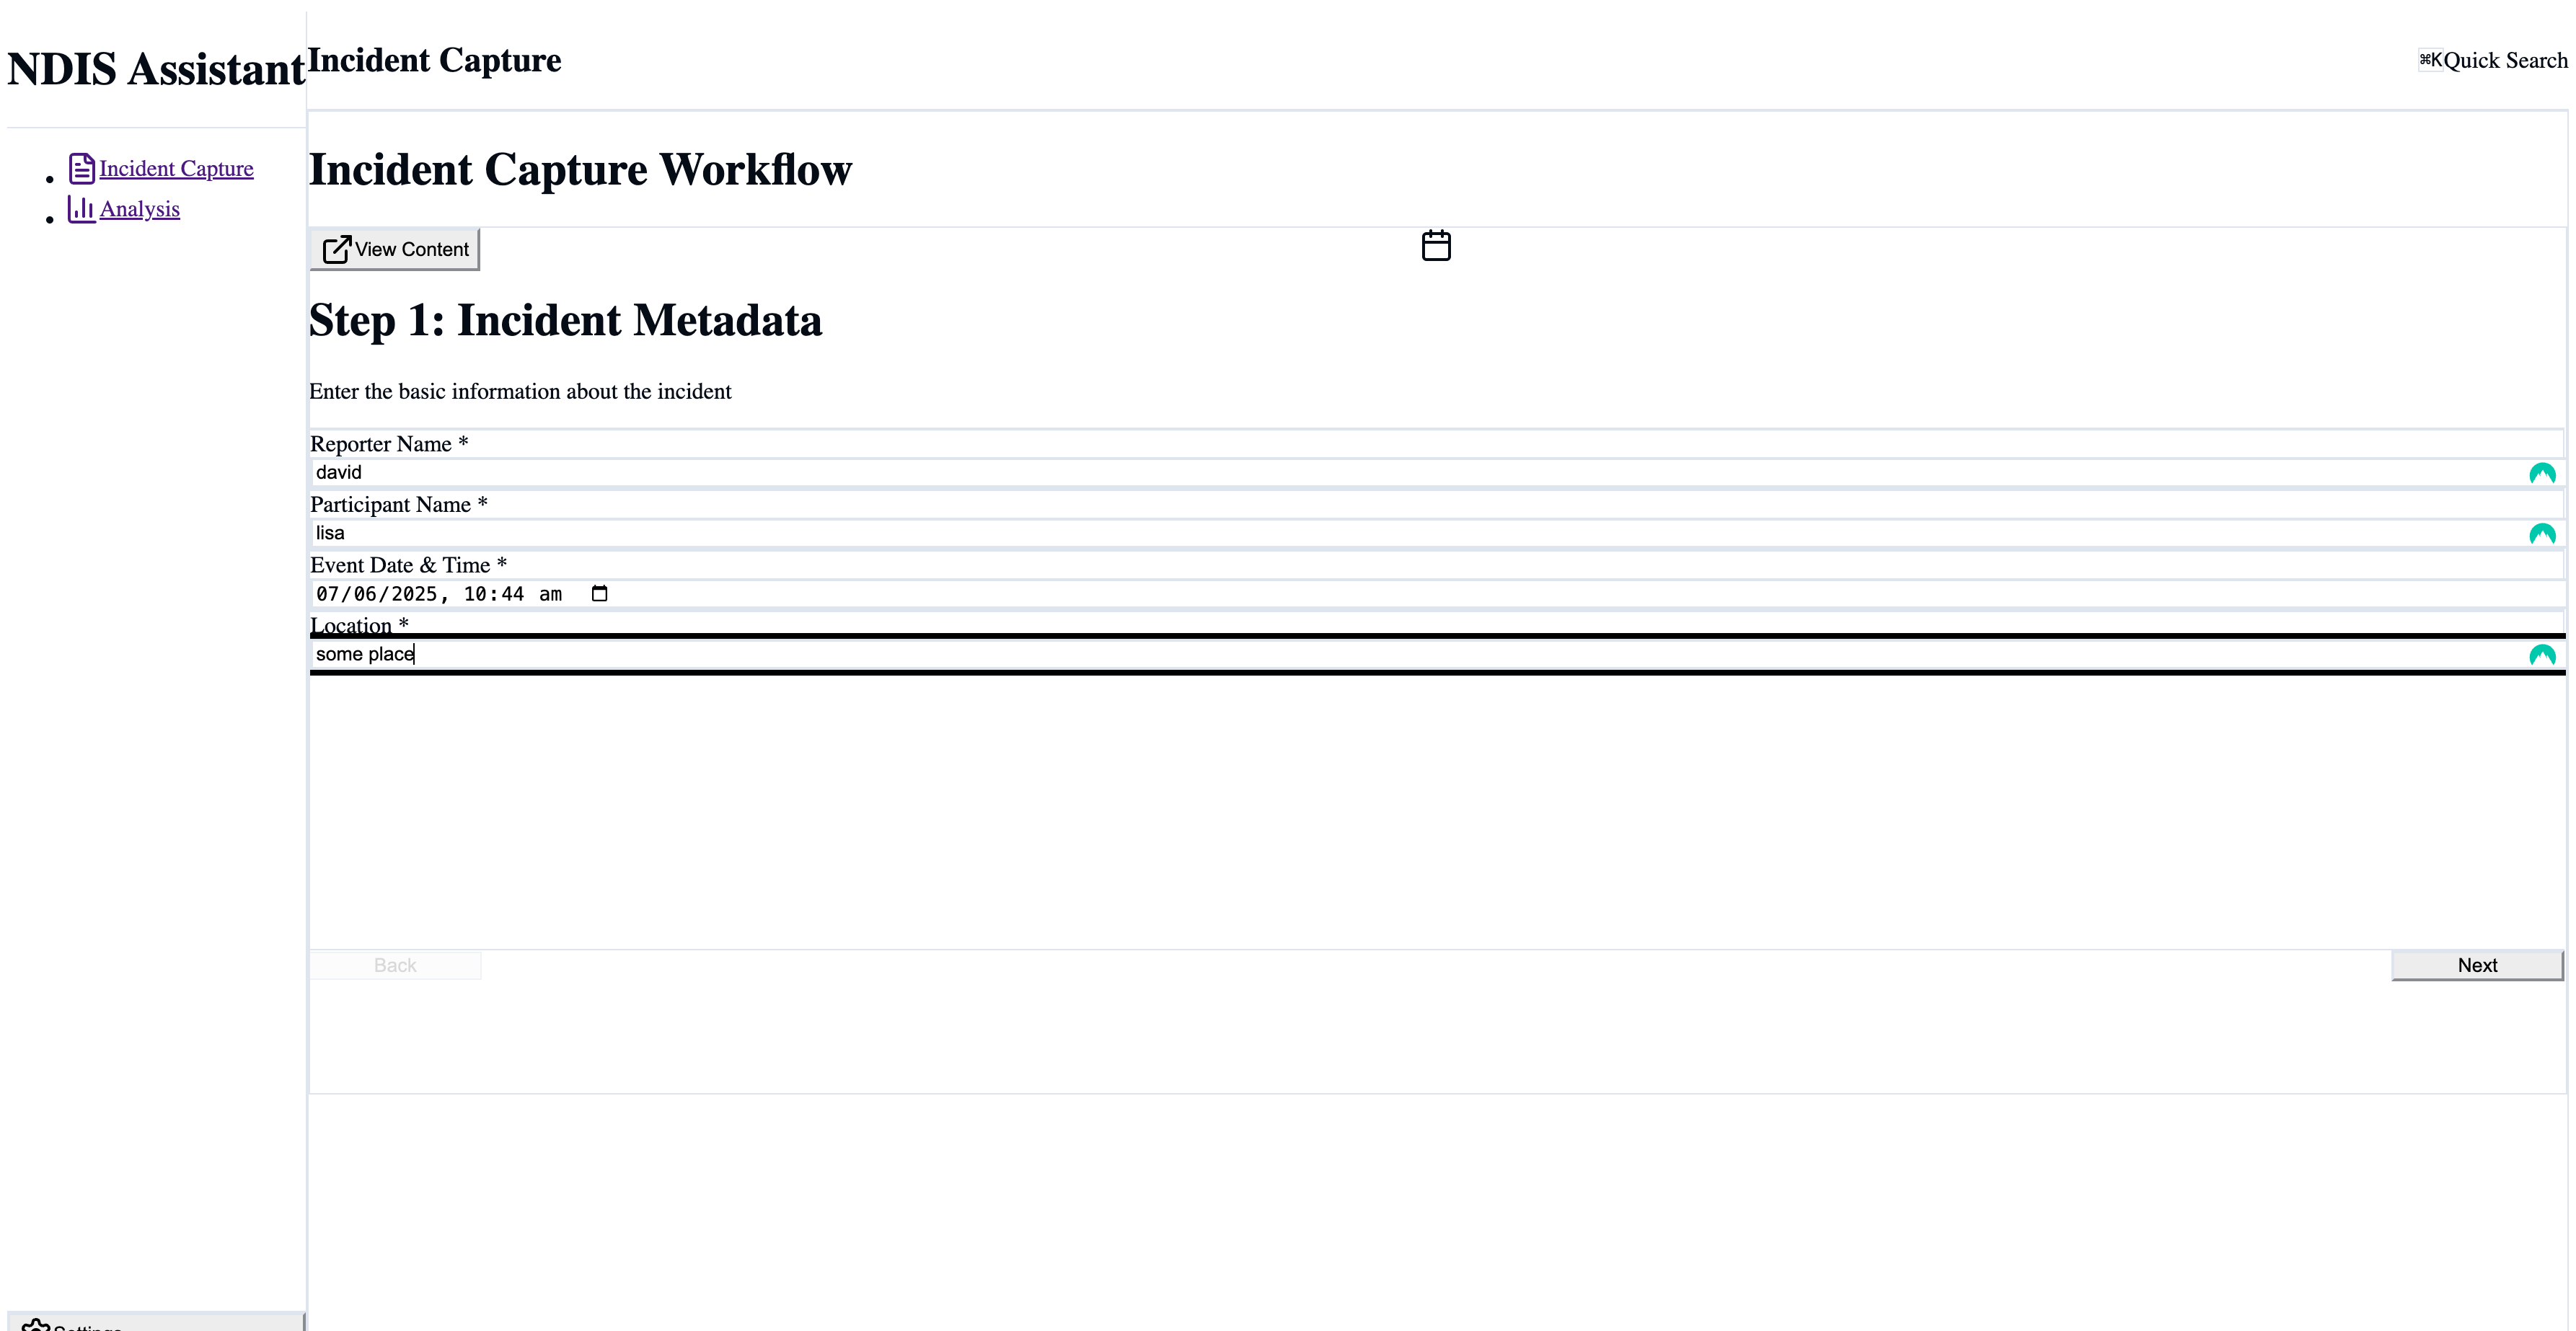 NDIS Assistant
Incident Capture
Analysis
Settings
Incident Capture
⌘K Quick Search
Incident Capture Workflow
View Content
Step 1: Incident Metadata
Enter the basic information about the incident
Reporter Name *
david
Participant Name *
lisa
Event Date & Time *
07/06/2025, 10:44 am
Location *
some place
Back
Next